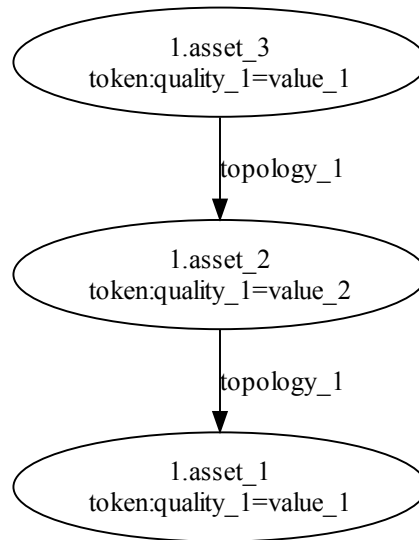 1.asset_3
token:quality_1=value_1
topology_1
1.asset_2
token:quality_1=value_2
topology_1
1.asset_1
token:quality_1=value_1